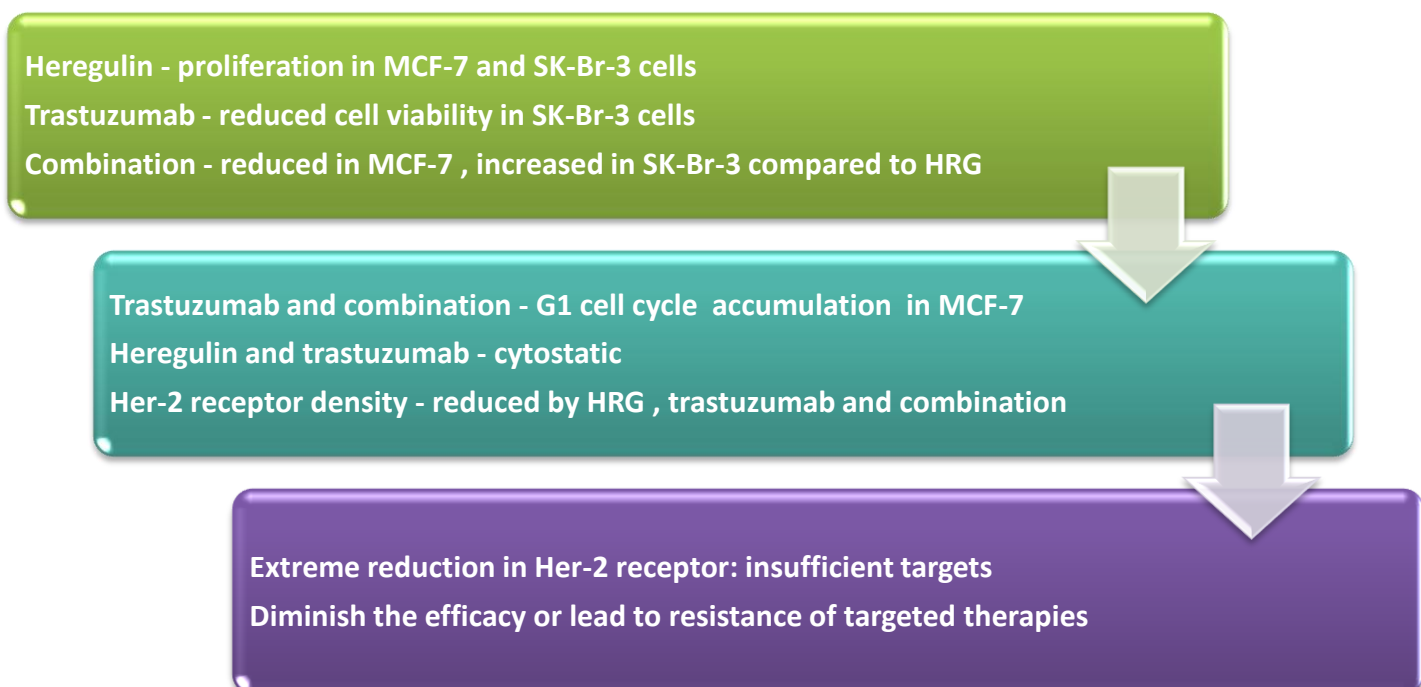 Heregulin - proliferation in MCF-7 and SK-Br-3 cells
Trastuzumab - reduced cell viability in SK-Br-3 cells
Combination - reduced in MCF-7 , increased in SK-Br-3 compared to HRG
Trastuzumab and combination - G1 cell cycle  accumulation  in MCF-7
Heregulin and trastuzumab - cytostatic
Her-2 receptor density - reduced by HRG , trastuzumab and combination
Extreme reduction in Her-2 receptor: insufficient targets
Diminish the efficacy or lead to resistance of targeted therapies